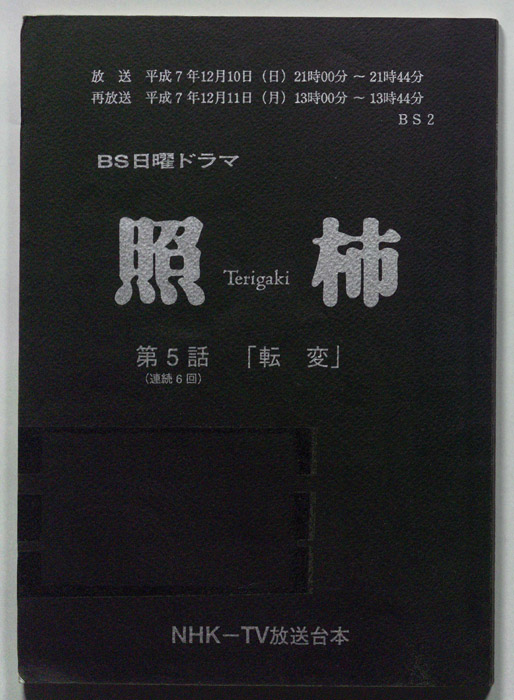 放　送　平成7年12月10日（日）21時00分～21時44分
再放送　平成7年12月11日（月）13時00分～13時44分
BS2
BS日曜ドラマ
照 Terigaki 柿
第5話　「転　変」
（連続6回）
NHK－TV放送台本